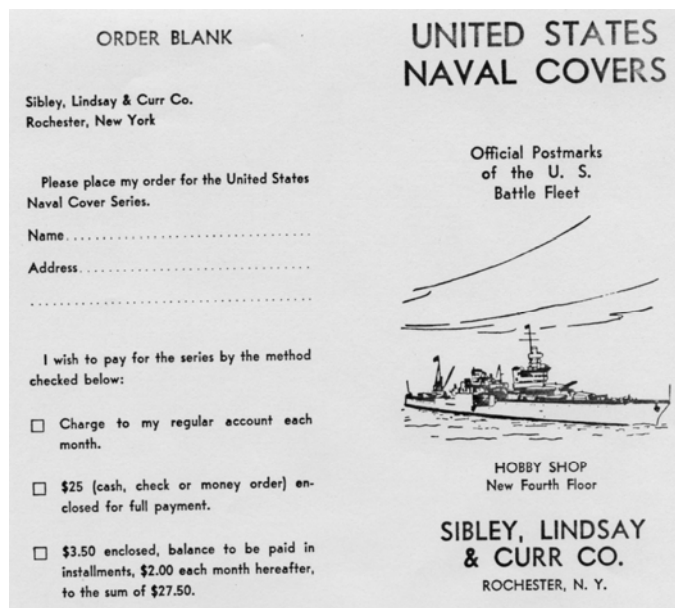 ORDER BLANK
Sibley, Lindsay & Curr Co.
Rochester, New York
Please place my order for the United States
Naval Cover Series.
Name
Address
I wish to pay for the series by the method
checked below:
Charge to my regular account each
month.
$25 (cash, check or money order) en-
closed for full payment.
$3.50 enclosed, balance to be paid in
installments, $2.00 each month hereafter,
to the sum of $27.50.
UNITED STATES
NAVAL COVERS
Official Postmarks
of the U. S.
Battle Fleet
HOBBY SHOP
New Fourth Floor
SIBLEY, LINDSAY
& CURR CO.
ROCHESTER, N. Y.